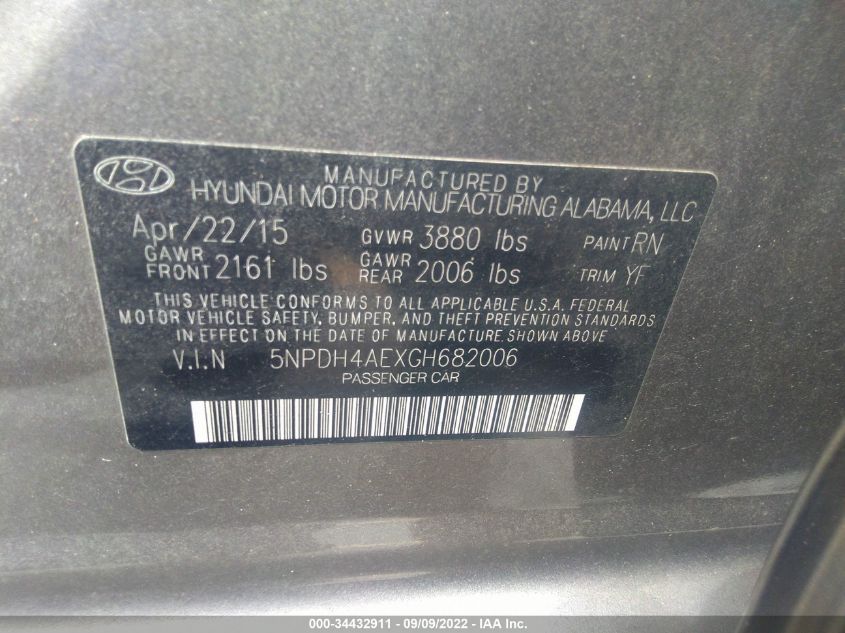 MANUFACTURED BY
HYUNDAI MOTOR MANUFACTURING ALABAMA, LLC
Apr/22/15 GVWR 3880 lbs PAINT RN
GAWR FRONT 2161 lbs GAWR REAR 2006 lbs TRIM YF
THIS VEHICLE CONFORMS TO ALL APPLICABLE U.S.A. FEDERAL
MOTOR VEHICLE SAFETY, BUMPER, AND THEFT PREVENTION STANDARDS
IN EFFECT ON THE DATE OF MANUFACTURE SHOWN ABOVE
V.I.N 5NPDH4AEXGH682006
PASSENGER CAR
000-34432911 - 09/09/2022 - IAA Inc.